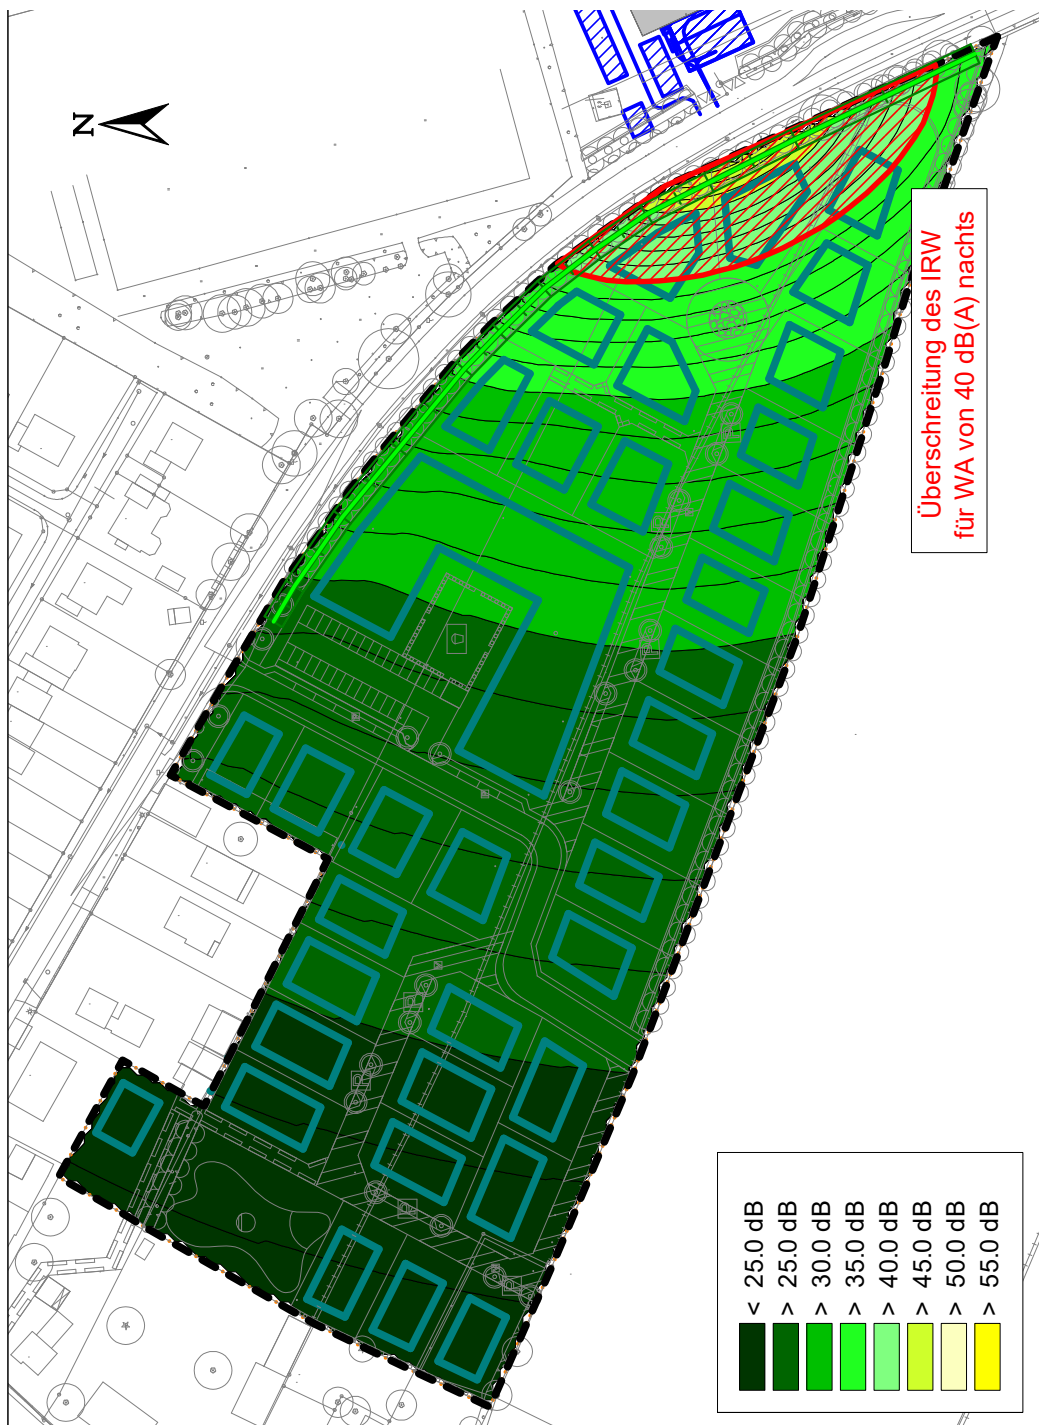 N
Überschreitung des IRW
für WA von 40 dB(A) nachts
< 25.0 dB
> 25.0 dB
> 30.0 dB
> 35.0 dB
> 40.0 dB
> 45.0 dB
> 50.0 dB
> 55.0 dB